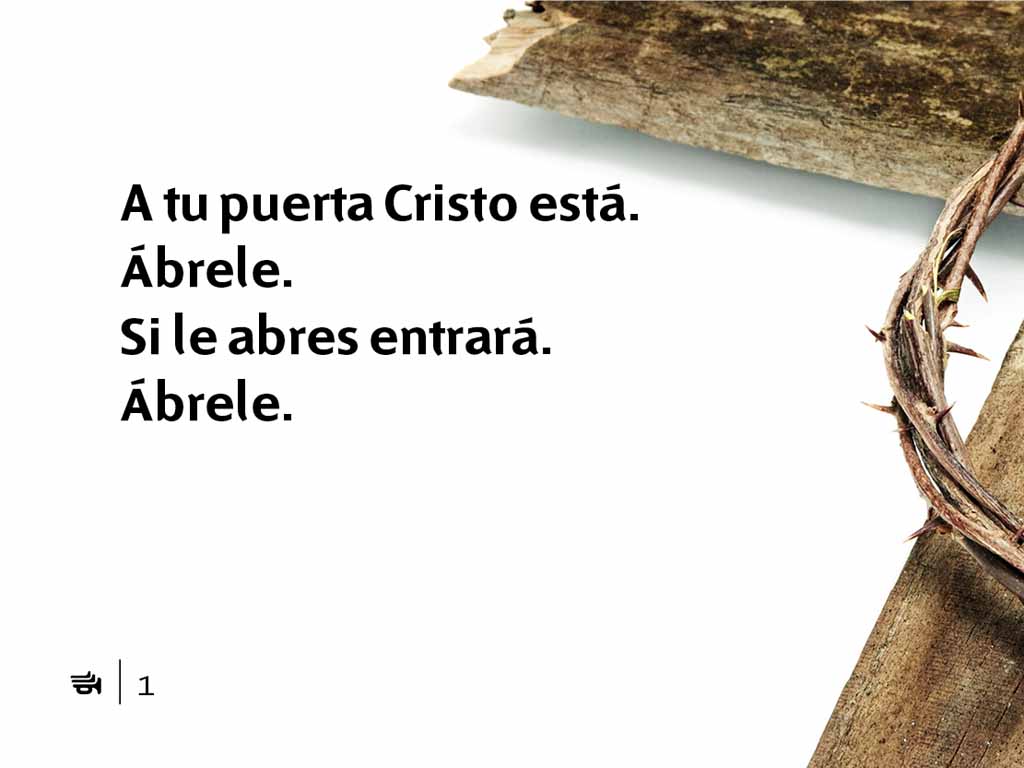 A tu puerta Cristo está.
Ábrele.
Si le abres entrará.
Ábrele.
1